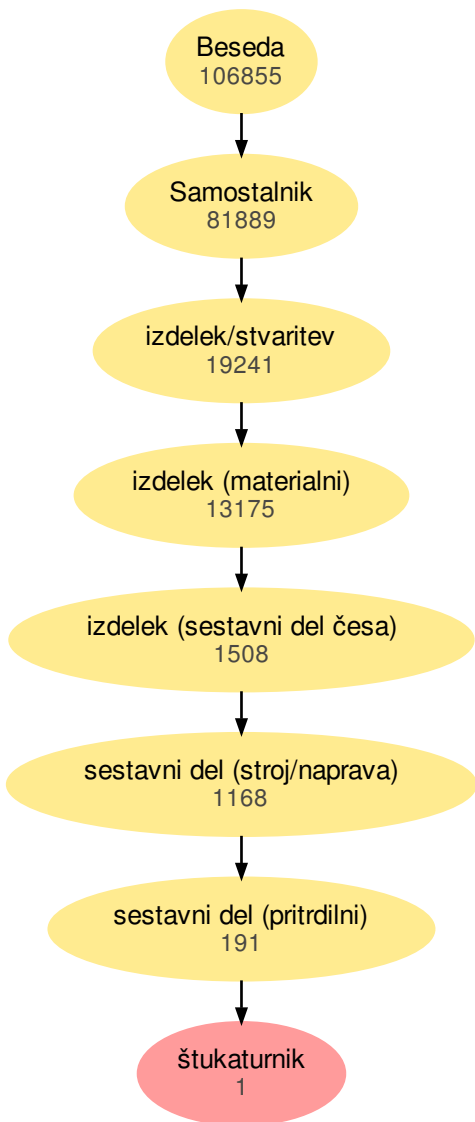 Beseda
106855
Samostalnik
81889
izdelek/stvaritev
19241
izdelek (materialni)
13175
izdelek (sestavni del česa)
1508
sestavni del (stroj/naprava)
1168
sestavni del (pritrdilni)
191
štukaturnik
1